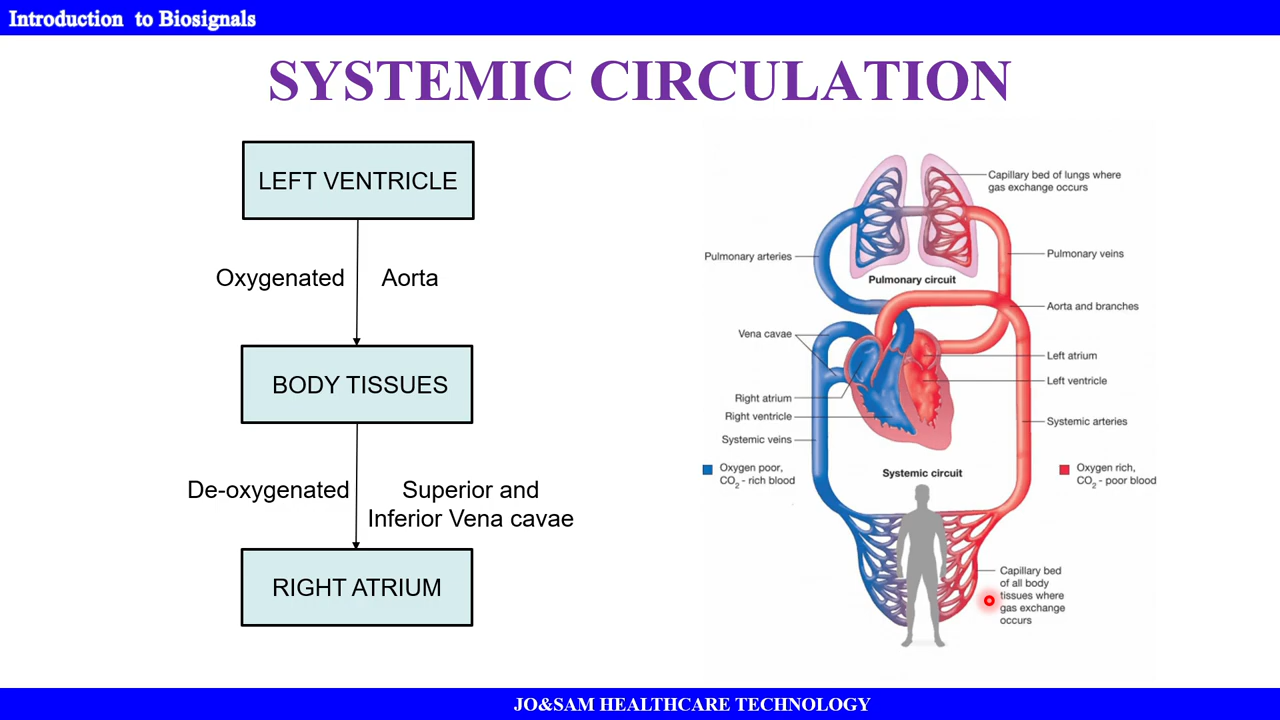 Introduction to Biosignals
SYSTEMIC CIRCULATION
LEFT VENTRICLE
Oxygenated
Aorta
BODY TISSUES
De-oxygenated
Superior and
Inferior Vena cavae
RIGHT ATRIUM
Capillary bed of lungs where
gas exchange occurs
Pulmonary arteries
Pulmonary veins
Pulmonary circuit
Aorta and branches
Vena cavae
Left atrium
Left ventricle
Right atrium
Right ventricle
Systemic arteries
Systemic veins
Oxygen poor,
CO2 - rich blood
Systemic circuit
Oxygen rich,
CO2 - poor blood
Capillary bed
of all body
tissues where
gas exchange
occurs
JO&SAM HEALTHCARE TECHNOLOGY